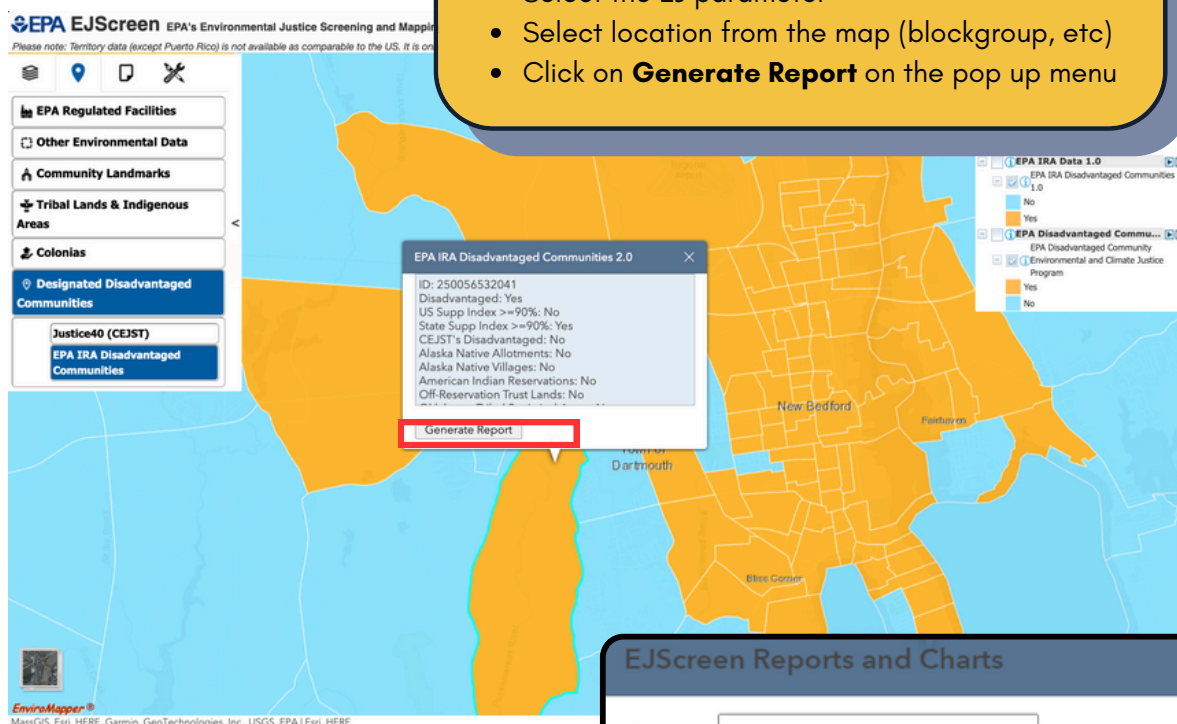 EPA EJScreen EPA's Environmental Justice Screening and Mappin
Please note: Territory data (except Puerto Rico) is not available as comparable to the US. It is on
Select the EJ parameter
Select location from the map (blockgroup, etc)
Click on Generate Report on the pop up menu
EPA Regulated Facilities
Other Environmental Data
Community Landmarks
Tribal Lands & Indigenous
Areas
<
Colonias
Designated Disadvantaged
Communities
Justice40 (CEJST)
EPA IRA Disadvantaged
Communities
EPA IRA Data 1.0
EPA IRA Disadvantaged Communities
1.0
No
Yes
EPA Disadvantaged Commu...
EPA Disadvantaged Community
Environmental and Climate Justice
Program
Yes
No
Regional
Airport
EPA IRA Disadvantaged Communities 2.0
ID: 250056532041
Disadvantaged: Yes
US Supp Index >=90%: No
State Supp Index >=90%: Yes
CEJST's Disadvantaged: No
Alaska Native Allotments: No
Alaska Native Villages: No
American Indian Reservations: No
Off-Reservation Trust Lands: No
Generate Report
New Bedford
Fairhaven
Town of
Dartmouth
Bliss Corner
EJScreen Reports and Charts
EnviroMapper®
MassGIS, Esri, HERE, Garmin, GeoTechnologies, Inc., USGS, EPA | Esri, HERE